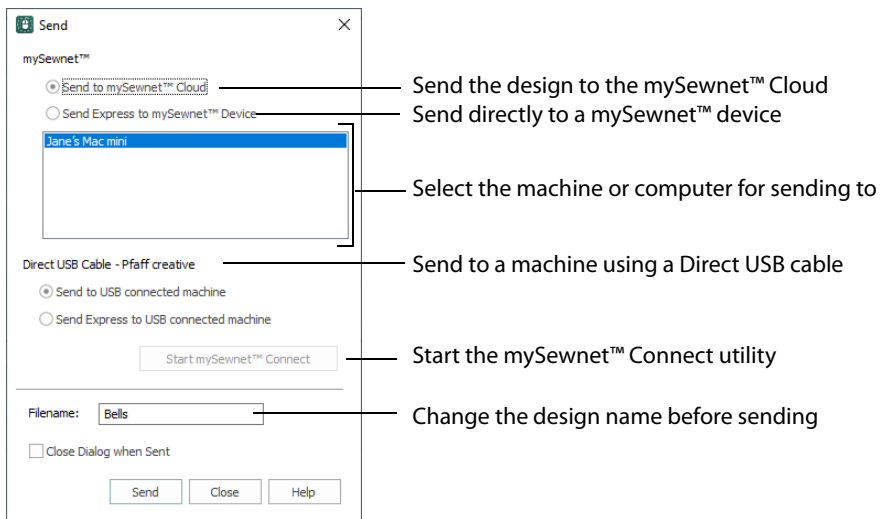 Send
mySewnet™
Send to mySewnet™ Cloud
Send the design to the mySewnet™ Cloud
Send Express to mySewnet™ Device
Send directly to a mySewnet™ device
Jane's Mac mini
Select the machine or computer for sending to
Direct USB Cable - Pfaff creative
Send to a machine using a Direct USB cable
Send to USB connected machine
Send Express to USB connected machine
Start mySewnet™ Connect
Start the mySewnet™ Connect utility
Filename: Bells
Change the design name before sending
Close Dialog when Sent
Send Close Help